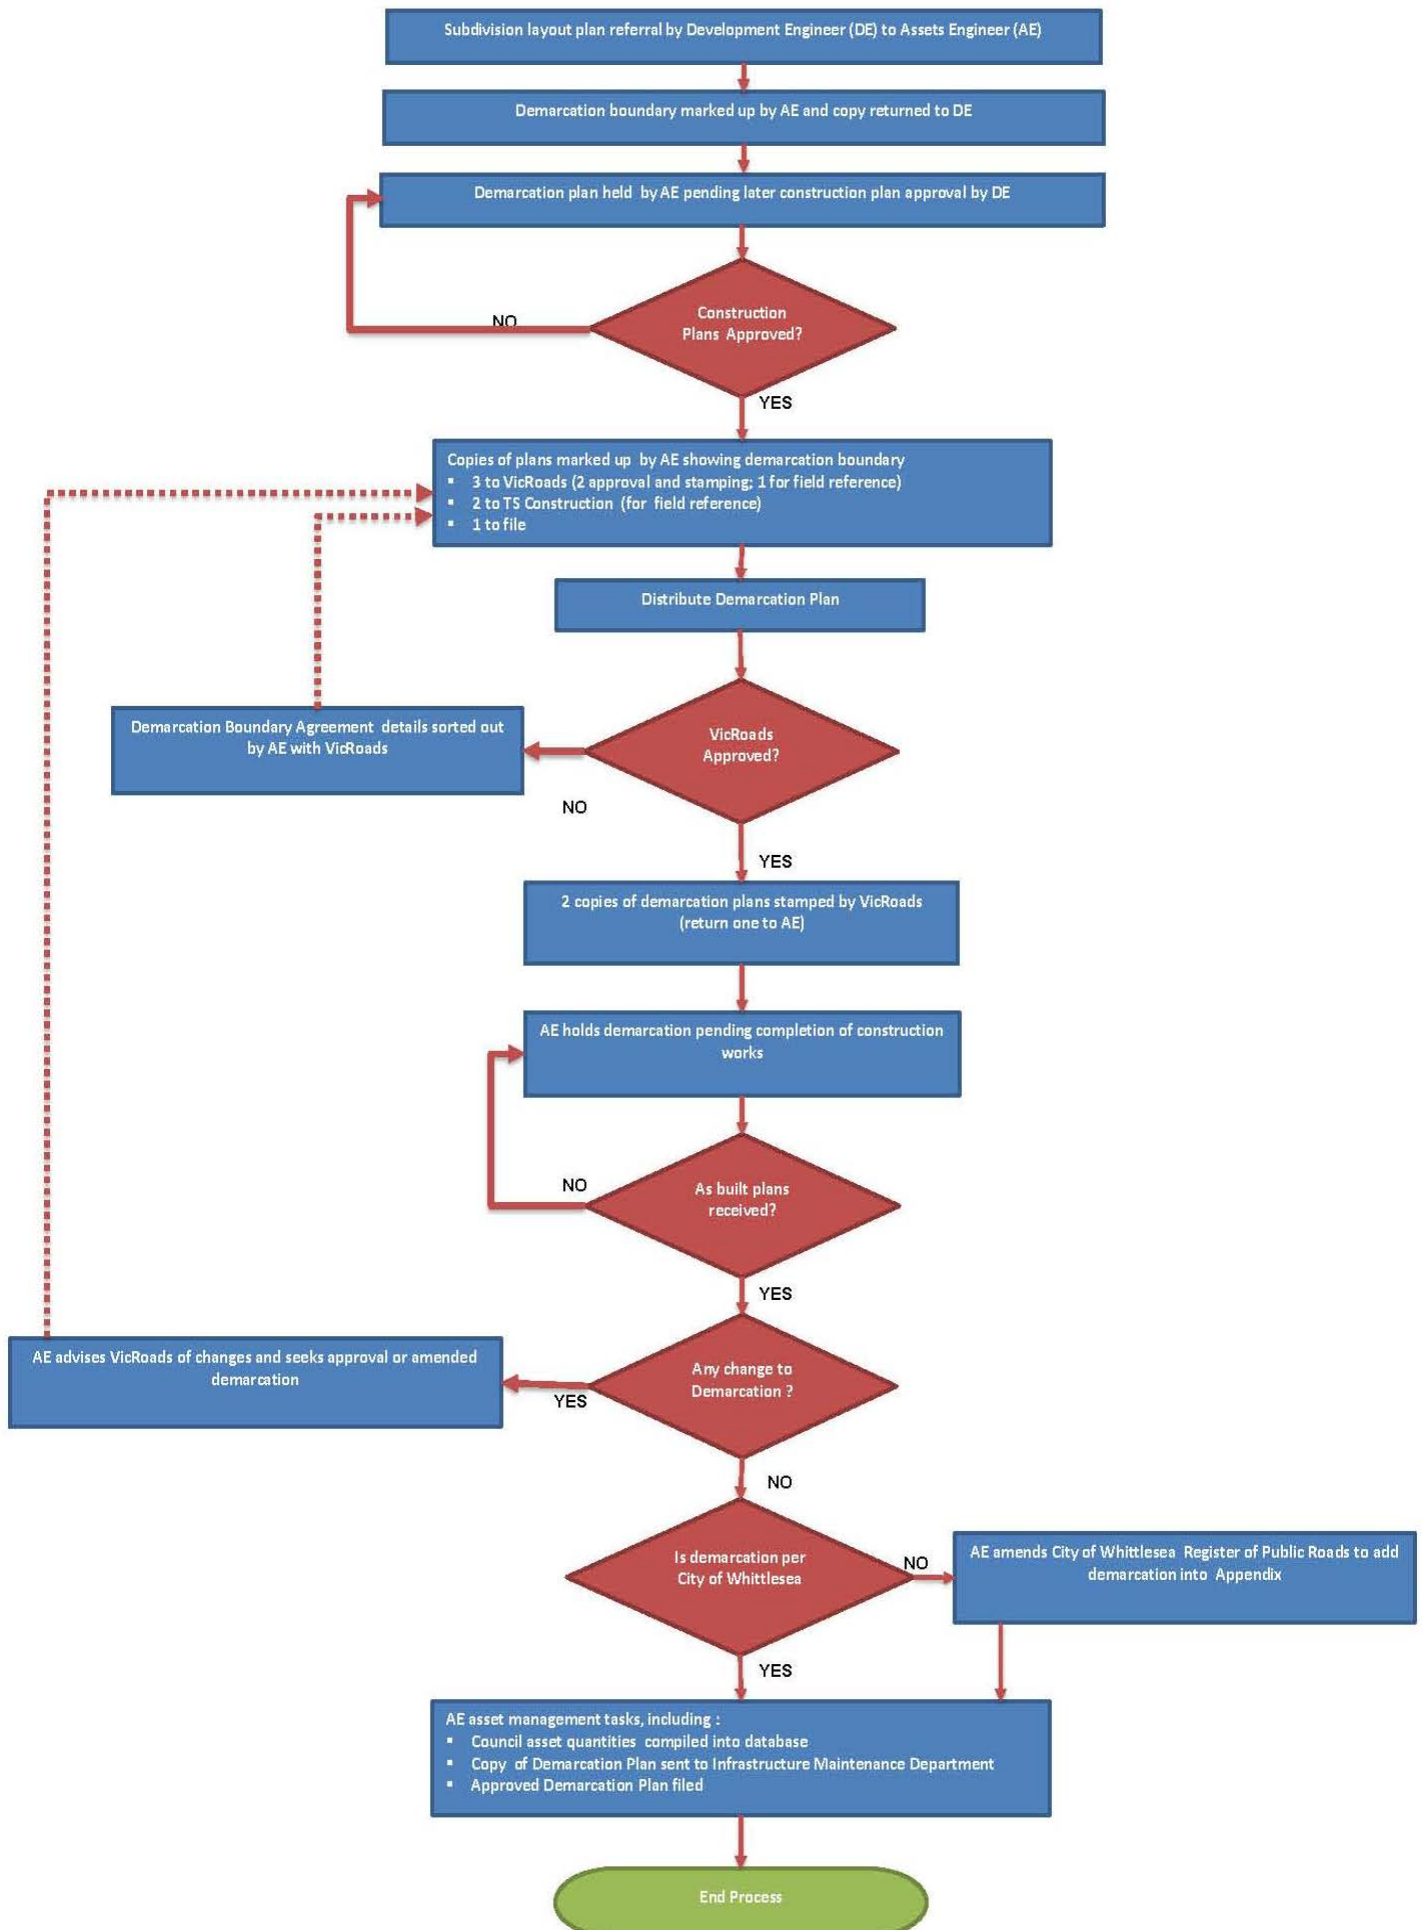 Subdivision layout plan referral by Development Engineer (DE) to Assets Engineer (AE)
Demarcation boundary marked up by AE and copy returned to DE
Demarcation plan held by AE pending later construction plan approval by DE
Construction
Plans Approved?
NO
YES
Copies of plans marked up by AE showing demarcation boundary
▪ 3 to VicRoads (2 approval and stamping; 1 for field reference)
▪ 2 to TS Construction (for field reference)
▪ 1 to file
Distribute Demarcation Plan
VicRoads
Approved?
Demarcation Boundary Agreement details sorted out
by AE with VicRoads
NO
YES
2 copies of demarcation plans stamped by VicRoads
(return one to AE)
AE holds demarcation pending completion of construction
works
As built plans
received?
NO
YES
Any change to
Demarcation ?
AE advises VicRoads of changes and seeks approval or amended
demarcation
YES
NO
Is demarcation per
City of Whittlesea
NO
AE amends City of Whittlesea Register of Public Roads to add
demarcation into Appendix
YES
AE asset management tasks, including :
▪ Council asset quantities compiled into database
▪ Copy of Demarcation Plan sent to Infrastructure Maintenance Department
▪ Approved Demarcation Plan filed
End Process